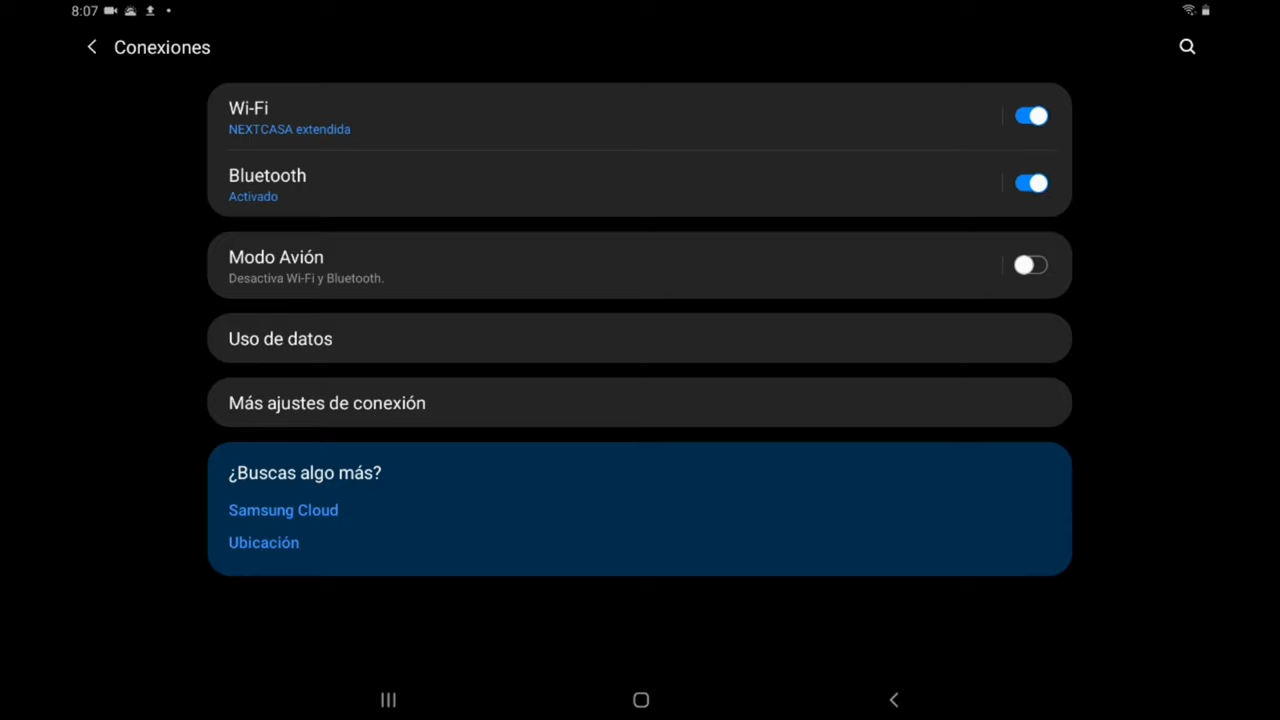 8:07
Conexiones
Wi-Fi
NEXTCASA extendida
Bluetooth
Activado
Modo Avión
Desactiva Wi-Fi y Bluetooth.
Uso de datos
Más ajustes de conexión
¿Buscas algo más?
Samsung Cloud
Ubicación